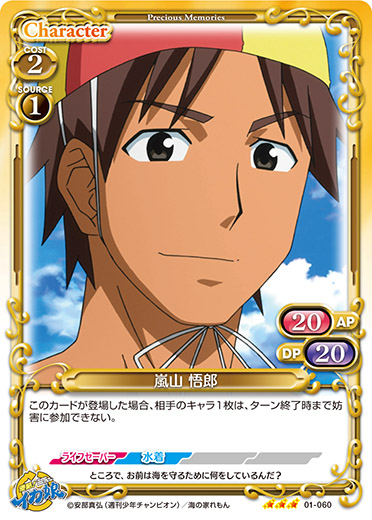 Precious Memories
Character
COST
2
SOURCE
1
20 AP
DP 20
嵐山 悟郎
このカードが登場した場合、相手のキャラ1枚は、ターン終了時まで妨
害に参加できない。
ライフセーバー 水着
ところで、お前は海を守るために何をしているんだ?
©安部真弘(週刊少年チャンピオン)/海の家れもん
01-060